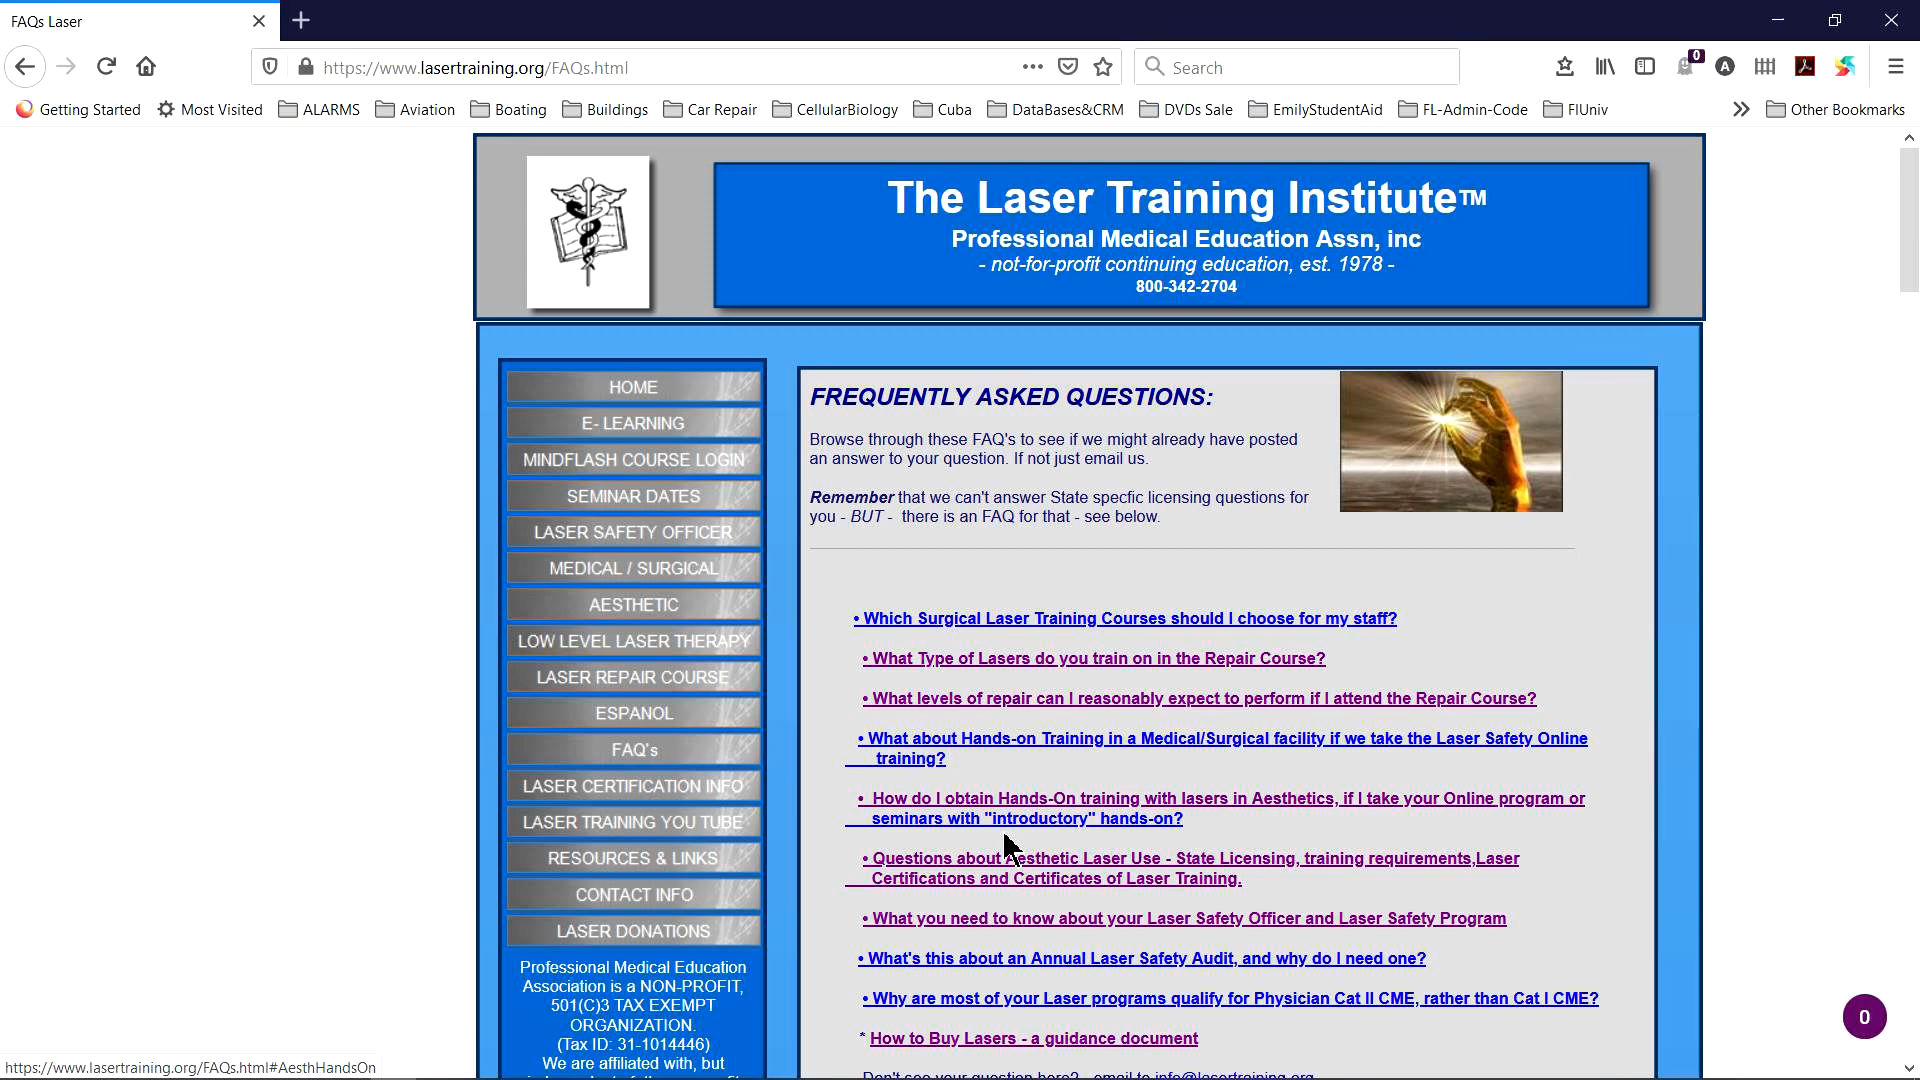 FAQs Laser
https://www.lasertraining.org/FAQs.html
Search
0
A
Getting Started
Most Visited
ALARMS
Aviation
Boating
Buildings
Car Repair
CellularBiology
Cuba
DataBases&CRM
DVDs Sale
EmilyStudentAid
FL-Admin-Code
FlUniv
Other Bookmarks
The Laser Training Institute™
Professional Medical Education Assn, inc
- not-for-profit continuing education, est. 1978 -
800-342-2704
HOME
E- LEARNING
MINDFLASH COURSE LOGIN
SEMINAR DATES
LASER SAFETY OFFICER
MEDICAL / SURGICAL
AESTHETIC
LOW LEVEL LASER THERAPY
LASER REPAIR COURSE
ESPANOL
FAQ's
LASER CERTIFICATION INFO
LASER TRAINING YOU TUBE
RESOURCES & LINKS
CONTACT INFO
LASER DONATIONS
Professional Medical Education
Association is a NON-PROFIT,
501(C)3 TAX EXEMPT
ORGANIZATION.
(Tax ID: 31-1014446)
We are affiliated with, but
FREQUENTLY ASKED QUESTIONS:
Browse through these FAQ's to see if we might already have posted
an answer to your question. If not just email us.
Remember that we can't answer State specfic licensing questions for
you - BUT - there is an FAQ for that - see below.
• Which Surgical Laser Training Courses should I choose for my staff?
• What Type of Lasers do you train on in the Repair Course?
• What levels of repair can I reasonably expect to perform if I attend the Repair Course?
• What about Hands-on Training in a Medical/Surgical facility if we take the Laser Safety Online
training?
• How do I obtain Hands-On training with lasers in Aesthetics, if I take your Online program or
seminars with "introductory" hands-on?
• Questions about Aesthetic Laser Use - State Licensing, training requirements,Laser
Certifications and Certificates of Laser Training.
• What you need to know about your Laser Safety Officer and Laser Safety Program
• What's this about an Annual Laser Safety Audit, and why do I need one?
• Why are most of your Laser programs qualify for Physician Cat II CME, rather than Cat I CME?
* How to Buy Lasers - a guidance document
Don't see your question here? - email to info@lasertraining.org
0
https://www.lasertraining.org/FAQs.html#AesthHandsOn